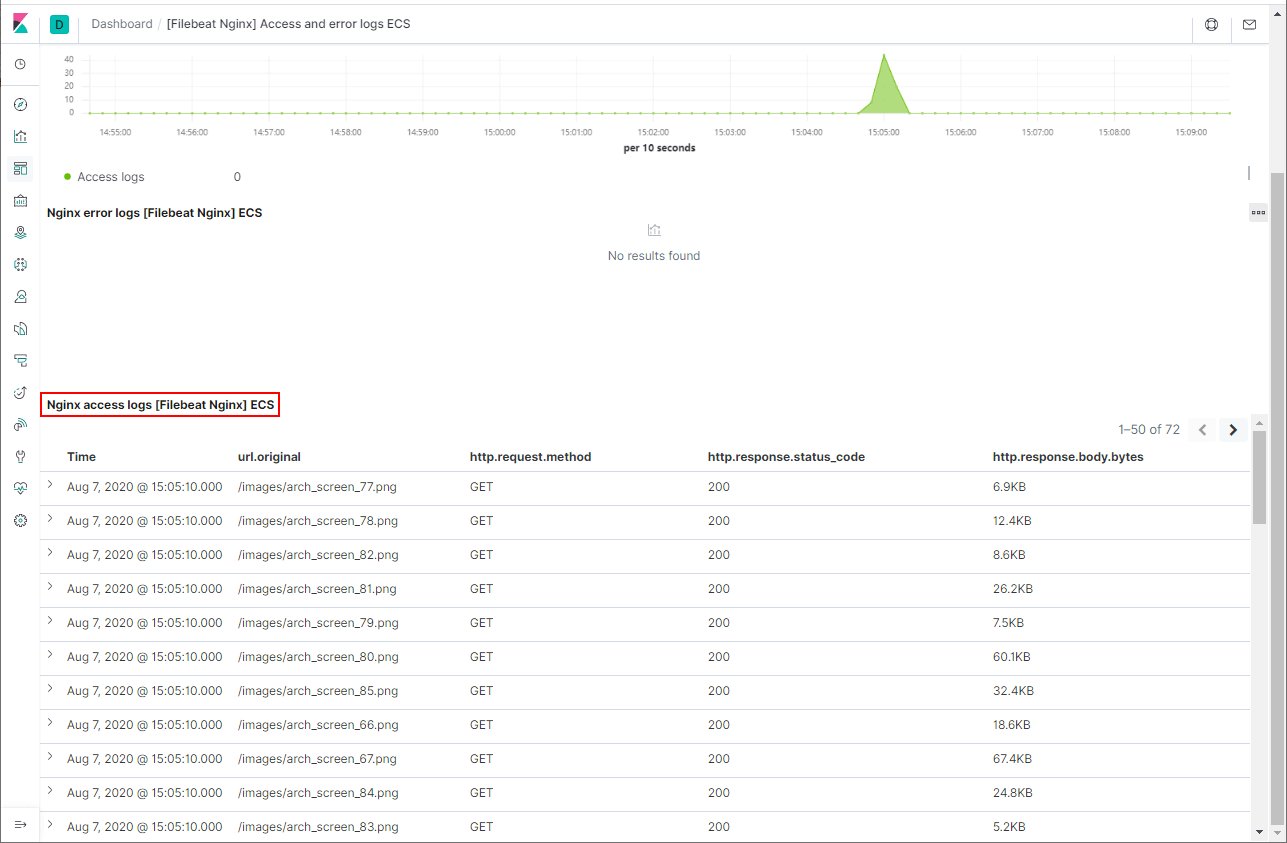 D Dashboard / [Filebeat Nginx] Access and error logs ECS
40
30
20
10
0
14:55:00 14:56:00 14:57:00 14:58:00 14:59:00 15:00:00 15:01:00 15:02:00 15:03:00 15:04:00 15:05:00 15:06:00 15:07:00 15:08:00 15:09:00
per 10 seconds
Access logs 0
Nginx error logs [Filebeat Nginx] ECS
No results found
Nginx access logs [Filebeat Nginx] ECS
1–50 of 72
Time url.original http.request.method http.response.status_code http.response.body.bytes
Aug 7, 2020 @ 15:05:10.000 /images/arch_screen_77.png GET 200 6.9KB
Aug 7, 2020 @ 15:05:10.000 /images/arch_screen_78.png GET 200 12.4KB
Aug 7, 2020 @ 15:05:10.000 /images/arch_screen_82.png GET 200 8.6KB
Aug 7, 2020 @ 15:05:10.000 /images/arch_screen_81.png GET 200 26.2KB
Aug 7, 2020 @ 15:05:10.000 /images/arch_screen_79.png GET 200 7.5KB
Aug 7, 2020 @ 15:05:10.000 /images/arch_screen_80.png GET 200 60.1KB
Aug 7, 2020 @ 15:05:10.000 /images/arch_screen_85.png GET 200 32.4KB
Aug 7, 2020 @ 15:05:10.000 /images/arch_screen_66.png GET 200 18.6KB
Aug 7, 2020 @ 15:05:10.000 /images/arch_screen_67.png GET 200 67.4KB
Aug 7, 2020 @ 15:05:10.000 /images/arch_screen_84.png GET 200 24.8KB
Aug 7, 2020 @ 15:05:10.000 /images/arch_screen_83.png GET 200 5.2KB